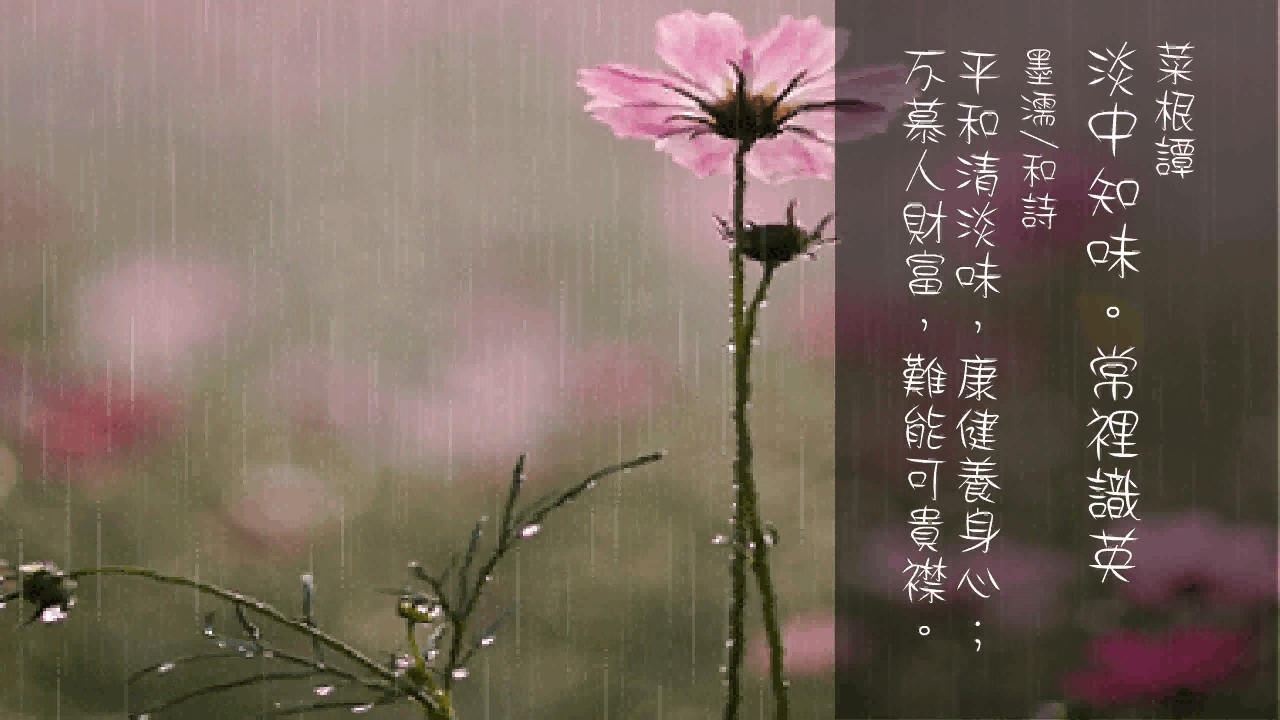 菜根譚
淡中知味。常裡識英
墨濡/和詩
平和清淡味，康健養身心；
不慕人財富，難能可貴襟。